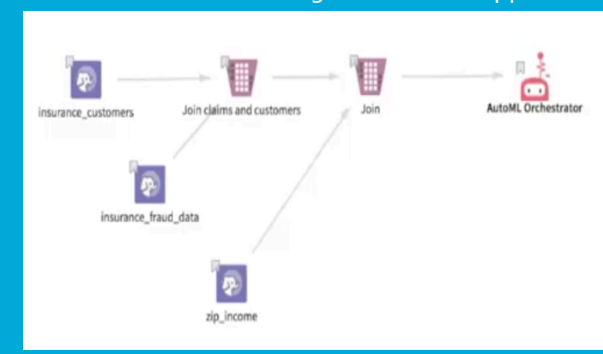 insurance_customers
Join claims and customers
Join
AutoML Orchestrator
insurance_fraud_data
zip_income